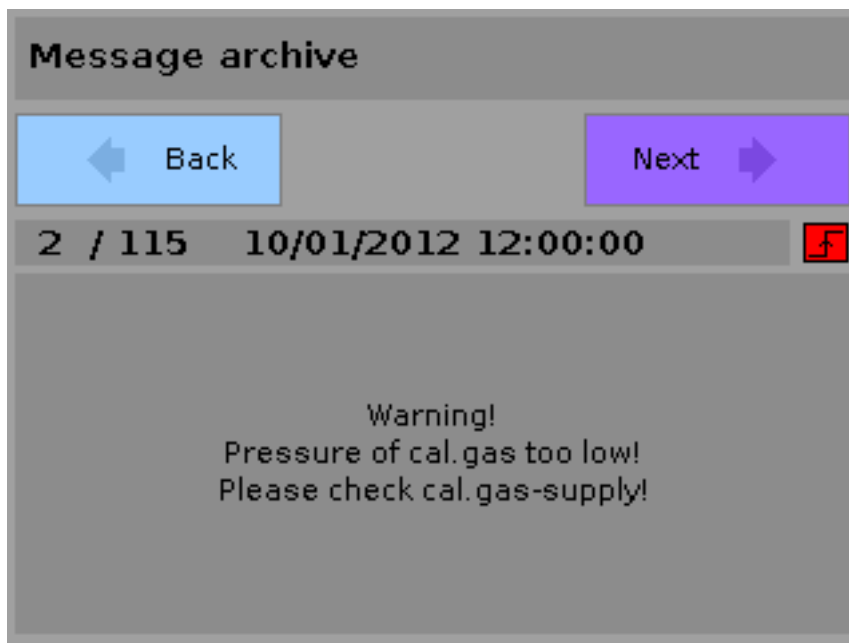 Message archive
Back
Next
2 / 115 10/01/2012 12:00:00
Warning!
Pressure of cal.gas too low!
Please check cal.gas-supply!